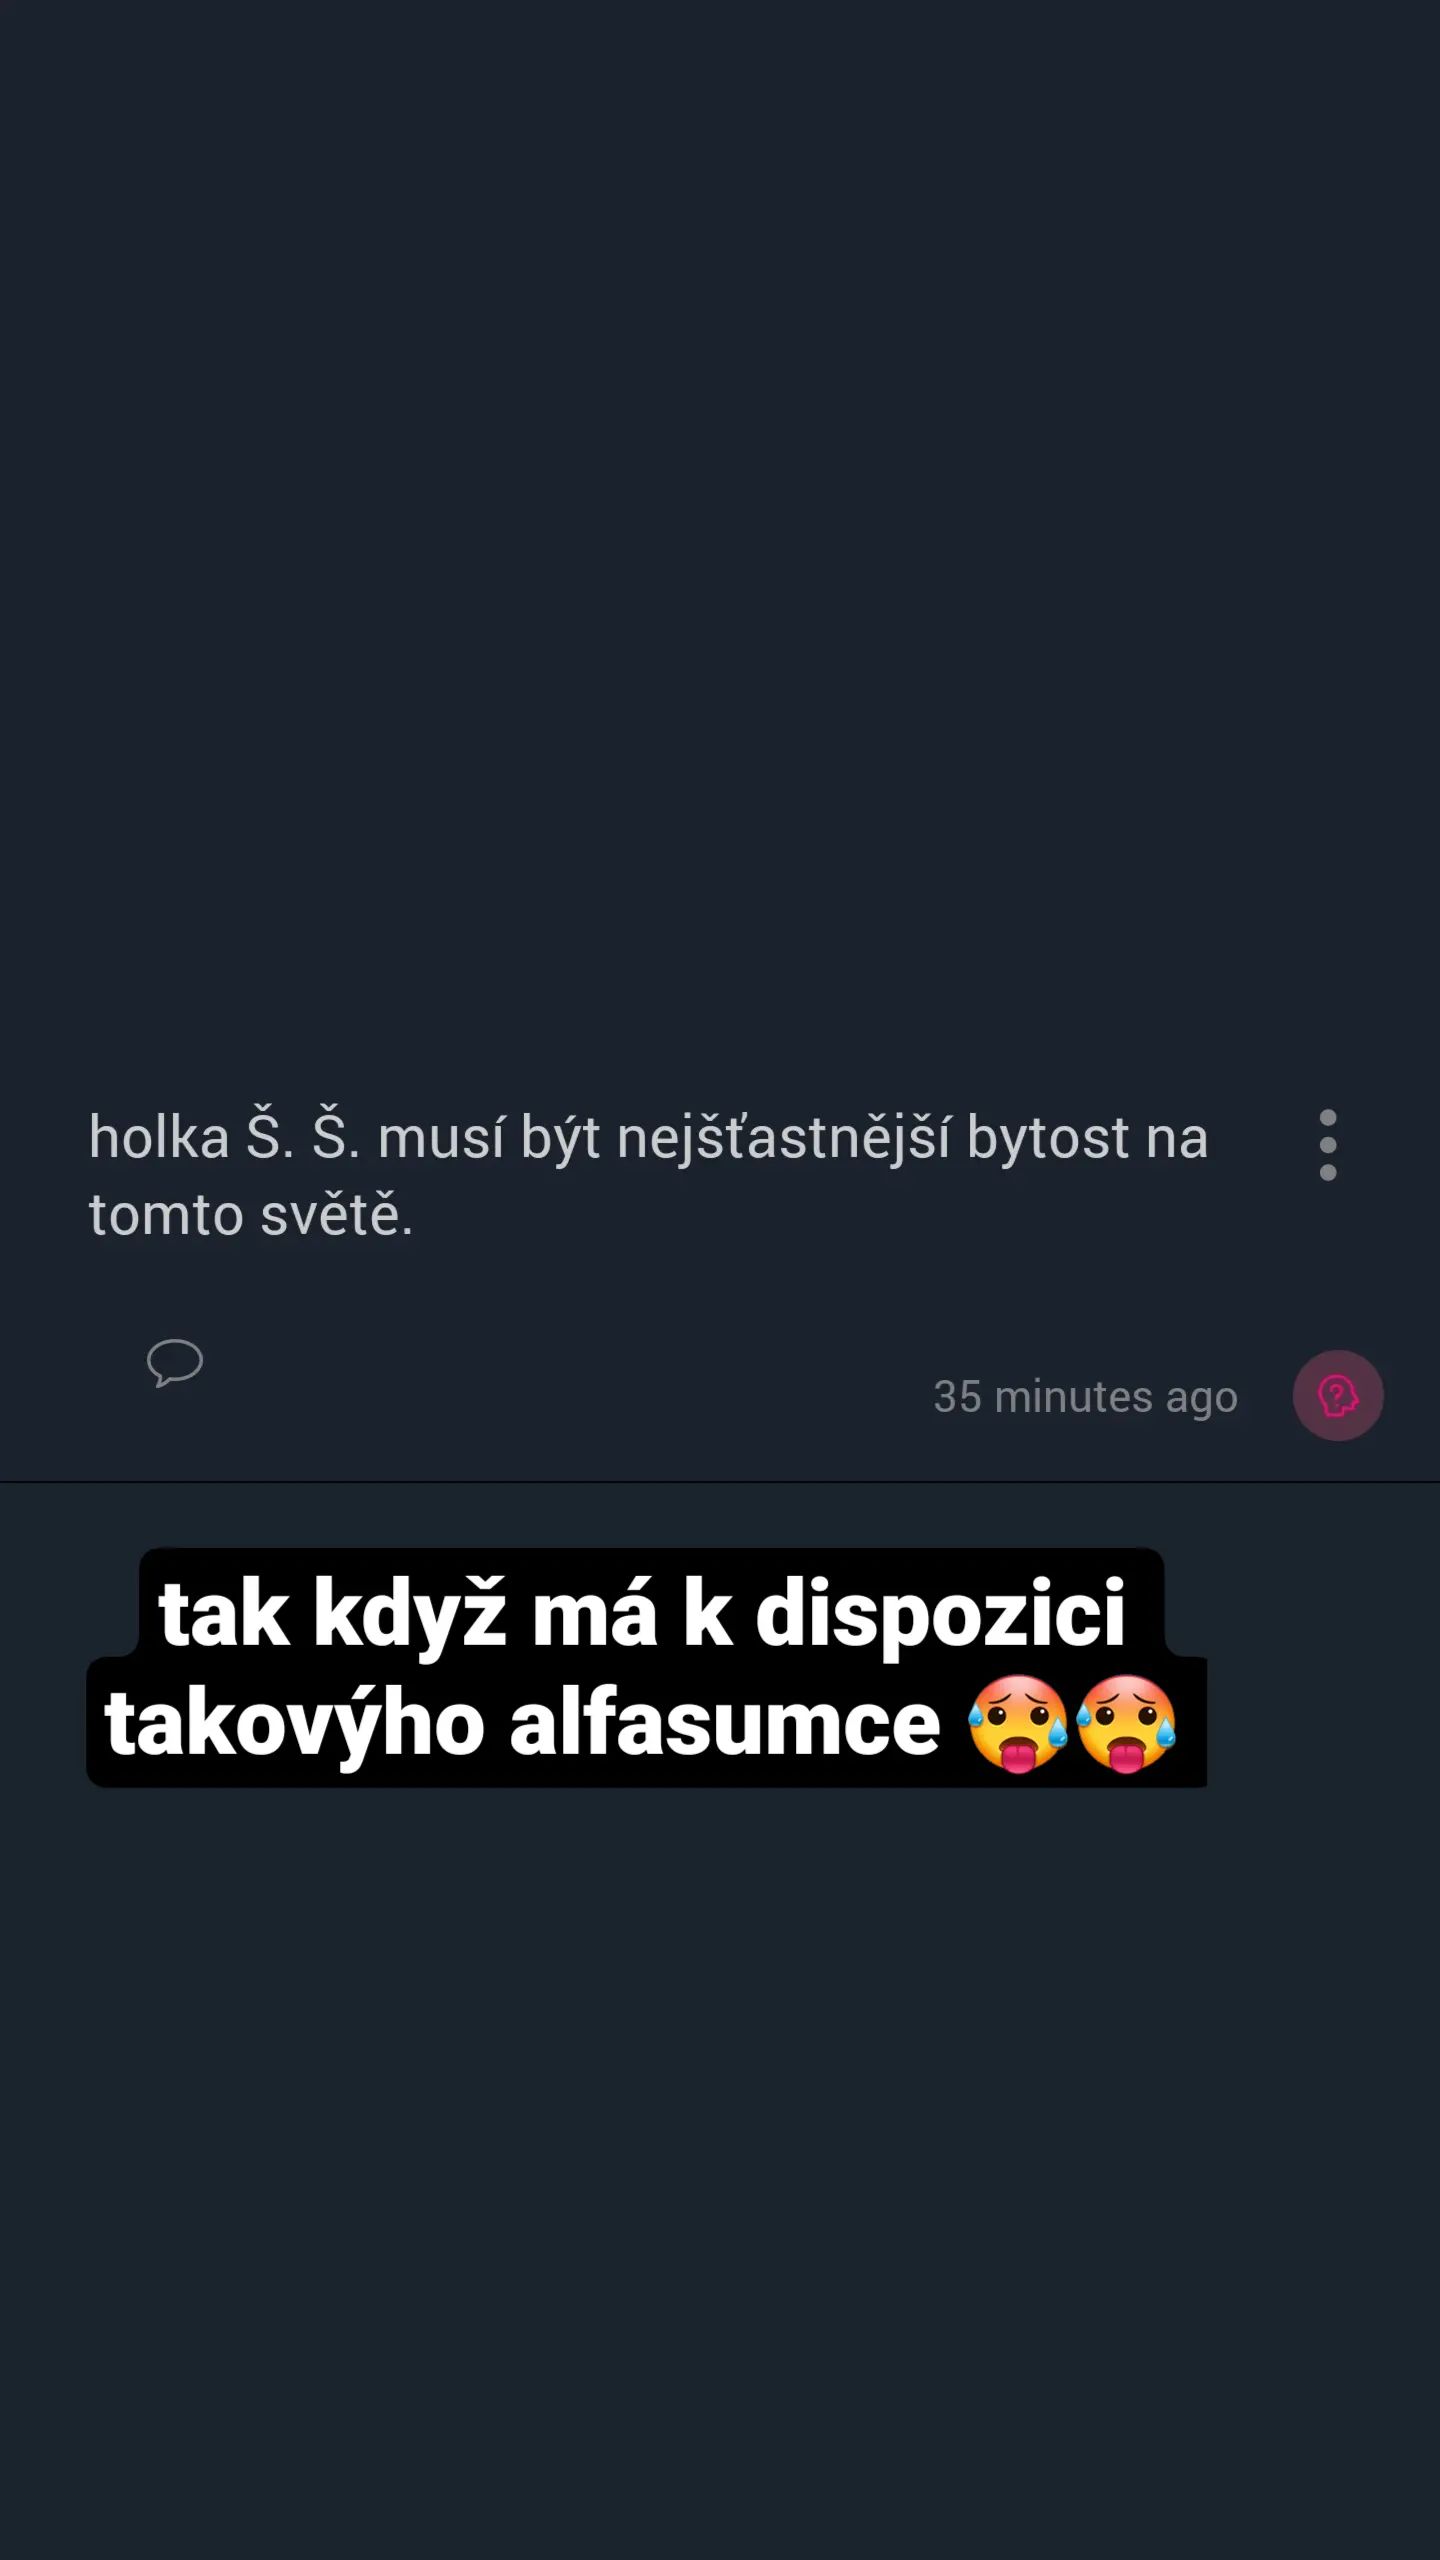 holka Š. Š. musí být nejšťastnější bytost na
tomto světě.
35 minutes ago
tak když má k dispozici
takovýho alfasumce 🥵🥵